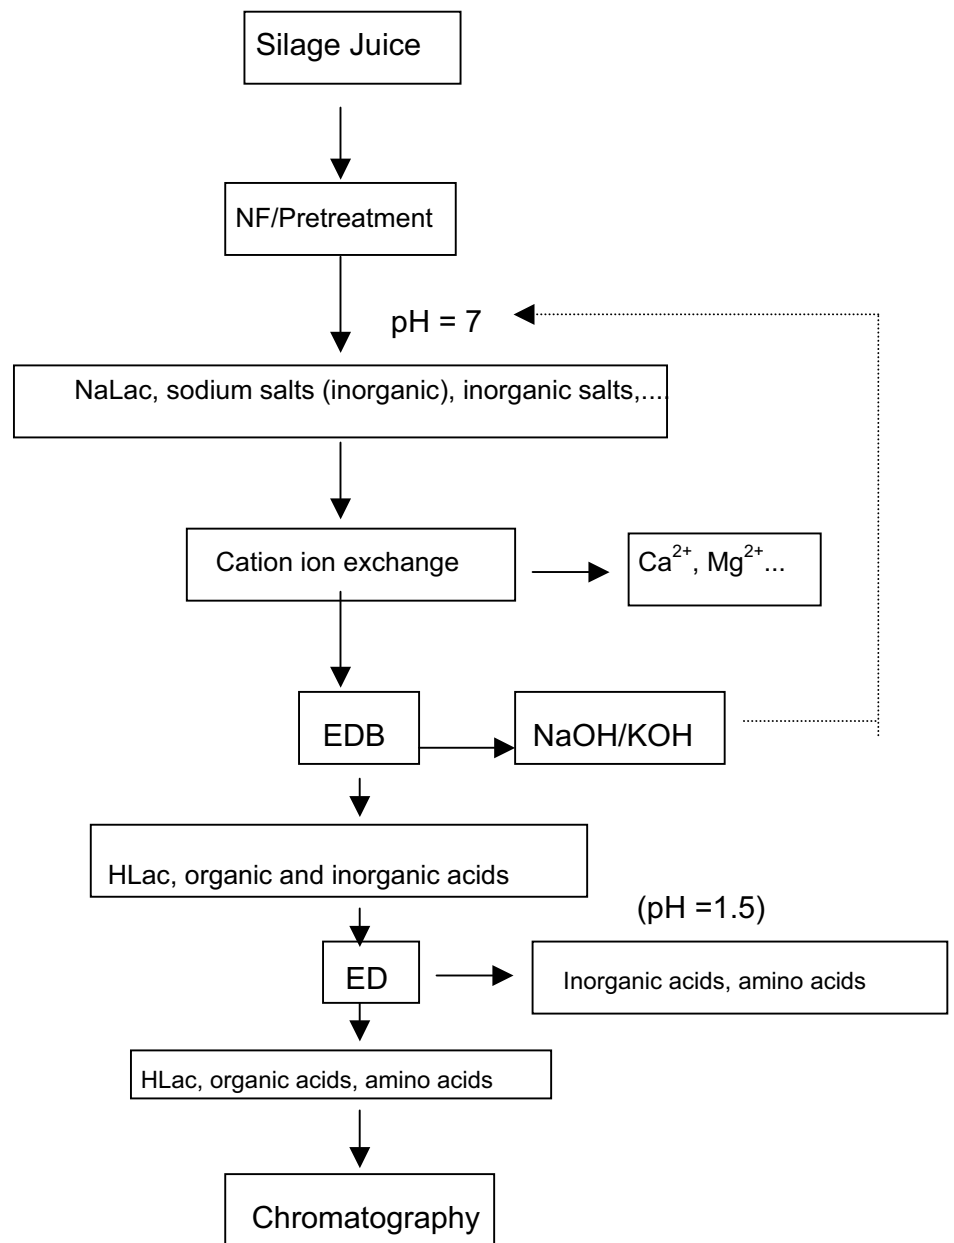 Silage Juice
NF/Pretreatment
pH = 7
NaLac, sodium salts (inorganic), inorganic salts,....
Cation ion exchange
Ca²⁺, Mg²⁺...
EDB
NaOH/KOH
HLac, organic and inorganic acids
(pH =1.5)
ED
Inorganic acids, amino acids
HLac, organic acids, amino acids
Chromatography